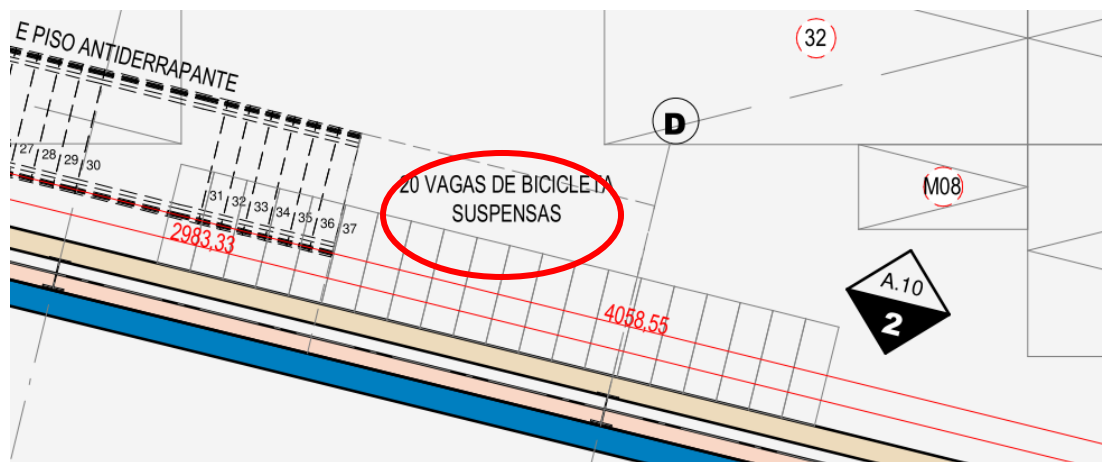 E PISO ANTIDERRAPANTE
32
D
27
28
29
30
31
32
33
34
35
36
37
20 VAGAS DE BICICLETA
SUSPENSAS
M08
2983,33
4058,55
A.10
2